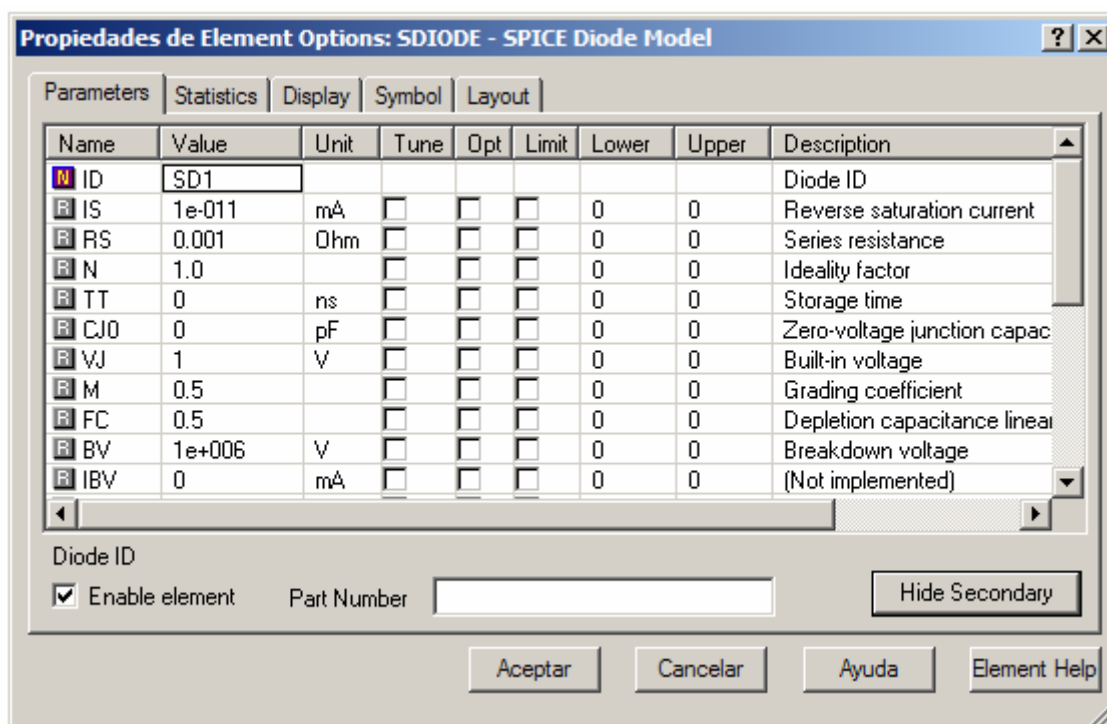 Propiedades de Element Options: SDIODE - SPICE Diode Model
Parameters Statistics Display Symbol Layout
Name Value Unit Tune Opt Limit Lower Upper Description
N ID SD1 Diode ID
R IS 1e-011 mA 0 0 Reverse saturation current
R RS 0.001 Ohm 0 0 Series resistance
R N 1.0 0 0 Ideality factor
R TT 0 ns 0 0 Storage time
R CJ0 0 pF 0 0 Zero-voltage junction capac
R VJ 1 V 0 0 Built-in voltage
R M 0.5 0 0 Grading coefficient
R FC 0.5 0 0 Depletion capacitance linear
R BV 1e+006 V 0 0 Breakdown voltage
R IBV 0 mA 0 0 (Not implemented)
Diode ID
Enable element Part Number Hide Secondary
Aceptar Cancelar Ayuda Element Help